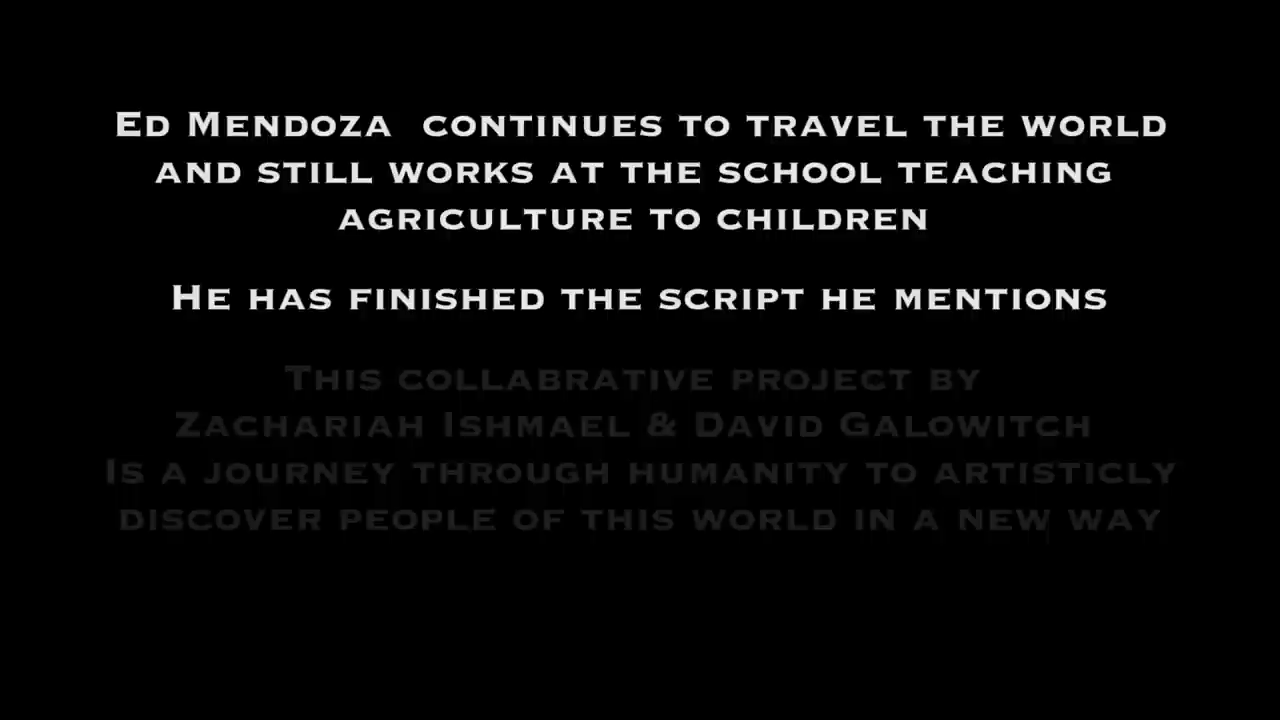 Ed Mendoza  continues to travel the world
and still works at the school teaching
agriculture to children
He has finished the script he mentions
This collabrative project by
Zachariah Ishmael & David Galowitch
Is a journey through humanity to artisticly
discover people of this world in a new way